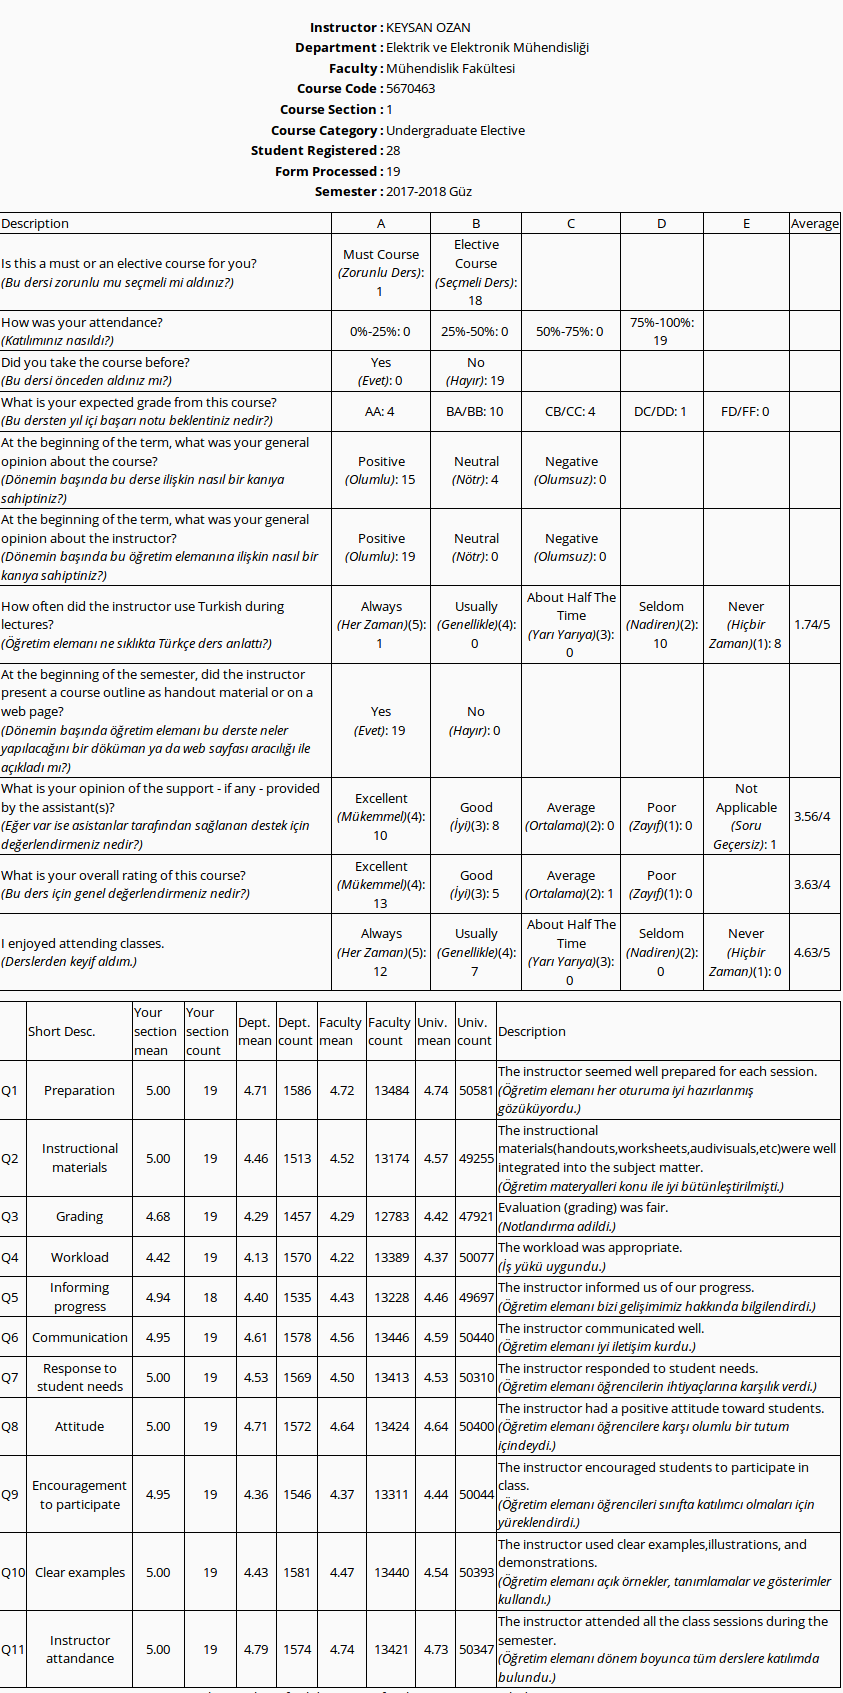 Instructor : KEYSAN OZAN
Department : Elektrik ve Elektronik Mühendisliği
Faculty : Mühendislik Fakültesi
Course Code : 5670463
Course Section : 1
Course Category : Undergraduate Elective
Student Registered : 28
Form Processed : 19
Semester : 2017-2018 Güz
Description A B C D E Average
Is this a must or an elective course for you?
(Bu dersi zorunlu mu seçmeli mi aldınız?)
Must Course
(Zorunlu Ders):
1
Elective
Course
(Seçmeli Ders):
18
How was your attendance?
(Katılımınız nasıldı?)
0%-25%: 0
25%-50%: 0
50%-75%: 0
75%-100%:
19
Did you take the course before?
(Bu dersi önceden aldınız mı?)
Yes
(Evet): 0
No
(Hayır): 19
What is your expected grade from this course?
(Bu dersten yıl içi başarı notu beklentiniz nedir?)
AA: 4
BA/BB: 10
CB/CC: 4
DC/DD: 1
FD/FF: 0
At the beginning of the term, what was your general
opinion about the course?
(Dönemin başında bu derse ilişkin nasıl bir kanıya
sahiptiniz?)
Positive
(Olumlu): 15
Neutral
(Nötr): 4
Negative
(Olumsuz): 0
At the beginning of the term, what was your general
opinion about the instructor?
(Dönemin başında bu öğretim elemanına ilişkin nasıl bir
kanıya sahiptiniz?)
Positive
(Olumlu): 19
Neutral
(Nötr): 0
Negative
(Olumsuz): 0
How often did the instructor use Turkish during
lectures?
(Öğretim elemanı ne sıklıkta Türkçe ders anlattı?)
Always
(Her Zaman)(5):
1
Usually
(Genellikle)(4):
0
About Half The
Time
(Yarı Yarıya)(3):
0
Seldom
(Nadiren)(2):
10
Never
(Hiçbir
Zaman)(1): 8
1.74/5
At the beginning of the semester, did the instructor
present a course outline as handout material or on a
web page?
(Dönemin başında öğretim elemanı bu derste neler
yapılacağını bir döküman ya da web sayfası aracılığı ile
açıkladı mı?)
Yes
(Evet): 19
No
(Hayır): 0
What is your opinion of the support - if any - provided
by the assistant(s)?
(Eğer var ise asistanlar tarafından sağlanan destek için
değerlendirmeniz nedir?)
Excellent
(Mükemmel)(4):
10
Good
(İyi)(3): 8
Average
(Ortalama)(2): 0
Poor
(Zayıf)(1): 0
Not
Applicable
(Soru
Geçersiz): 1
3.56/4
What is your overall rating of this course?
(Bu ders için genel değerlendirmeniz nedir?)
Excellent
(Mükemmel)(4):
13
Good
(İyi)(3): 5
Average
(Ortalama)(2): 1
Poor
(Zayıf)(1): 0
3.63/4
I enjoyed attending classes.
(Derslerden keyif aldım.)
Always
(Her Zaman)(5):
12
Usually
(Genellikle)(4):
7
About Half The
Time
(Yarı Yarıya)(3):
0
Seldom
(Nadiren)(2):
0
Never
(Hiçbir
Zaman)(1): 0
4.63/5
Short Desc.
Your
section
mean
Your
section
count
Dept.
mean
Dept.
count
Faculty
mean
Faculty
count
Univ.
mean
Univ.
count
Description
Q1 Preparation 5.00 19 4.71 1586 4.72 13484 4.74 50581
The instructor seemed well prepared for each session.
(Öğretim elemanı her oturuma iyi hazırlanmış
gözüküyordu.)
Q2 Instructional
materials 5.00 19 4.46 1513 4.52 13174 4.57 49255
The instructional
materials(handouts,worksheets,audivisuals,etc)were well
integrated into the subject matter.
(Öğretim materyalleri konu ile iyi bütünleştirilmişti.)
Q3 Grading 4.68 19 4.29 1457 4.29 12783 4.42 47921
Evaluation (grading) was fair.
(Notlandırma adildi.)
Q4 Workload 4.42 19 4.13 1570 4.22 13389 4.37 50077
The workload was appropriate.
(İş yükü uygundu.)
Q5 Informing
progress 4.94 18 4.40 1535 4.43 13228 4.46 49697
The instructor informed us of our progress.
(Öğretim elemanı bizi gelişimimiz hakkında bilgilendirdi.)
Q6 Communication 4.95 19 4.61 1578 4.56 13446 4.59 50440
The instructor communicated well.
(Öğretim elemanı iyi iletişim kurdu.)
Q7 Response to
student needs 5.00 19 4.53 1569 4.50 13413 4.53 50310
The instructor responded to student needs.
(Öğretim elemanı öğrencilerin ihtiyaçlarına karşılık verdi.)
Q8 Attitude 5.00 19 4.71 1572 4.64 13424 4.64 50400
The instructor had a positive attitude toward students.
(Öğretim elemanı öğrencilere karşı olumlu bir tutum
içindeydi.)
Q9 Encouragement
to participate 4.95 19 4.36 1546 4.37 13311 4.44 50044
The instructor encouraged students to participate in
class.
(Öğretim elemanı öğrencileri sınıfta katılımcı olmaları için
yüreklendirdi.)
Q10 Clear examples 5.00 19 4.43 1581 4.47 13440 4.54 50393
The instructor used clear examples,illustrations, and
demonstrations.
(Öğretim elemanı açık örnekler, tanımlamalar ve gösterimler
kullandı.)
Q11 Instructor
attandance 5.00 19 4.79 1574 4.74 13421 4.73 50347
The instructor attended all the class sessions during the
semester.
(Öğretim elemanı dönem boyunca tüm derslere katılımda
bulundu.)